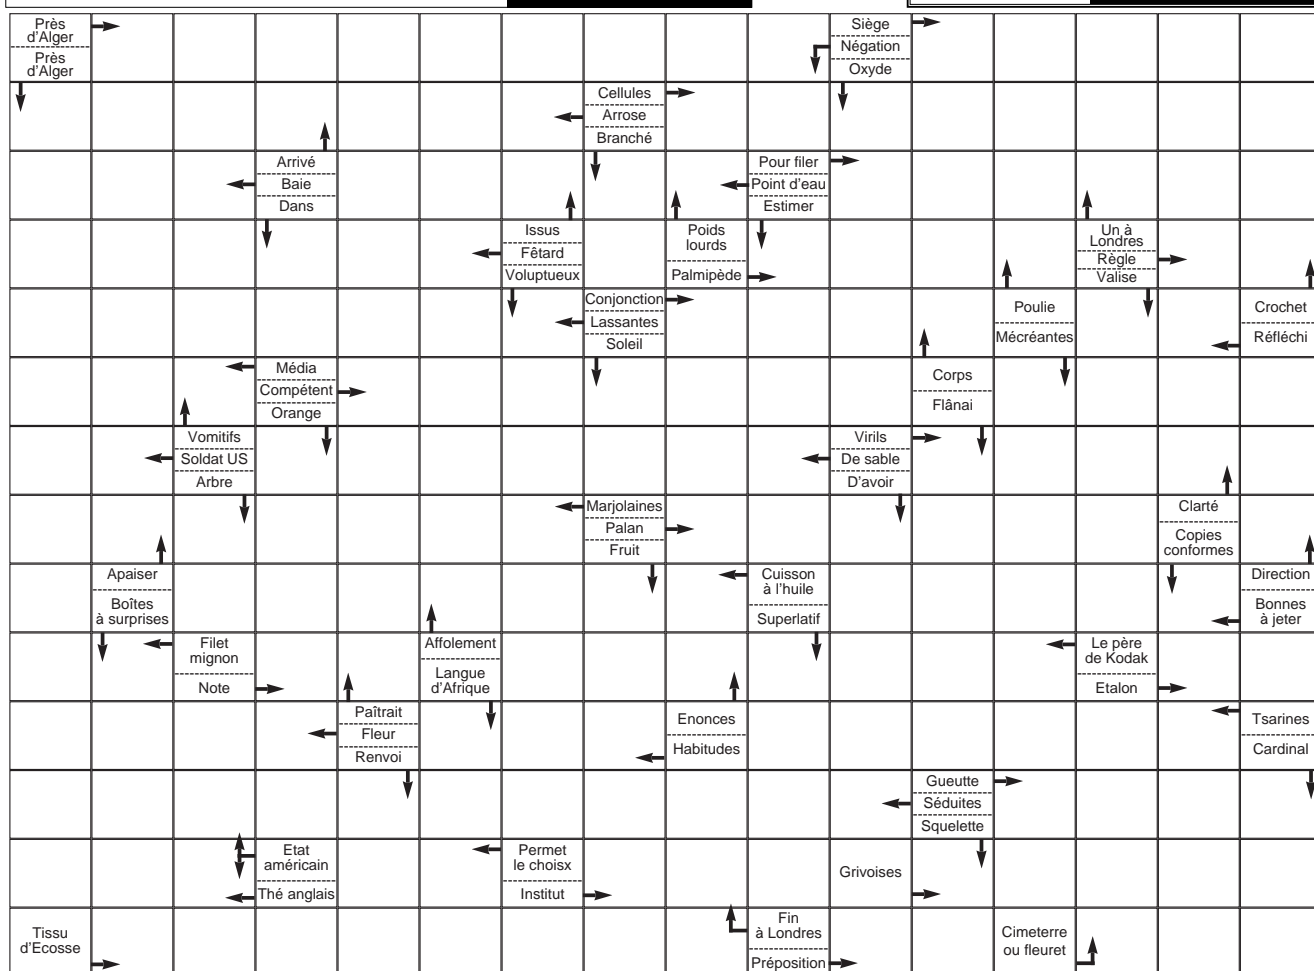 Près
d'Alger
Près
d'Alger
Siège
Négation
Oxyde
Cellules
Arrose
Branché
Arrivé
Baie
Dans
Pour filer
Point d'eau
Estimer
Issus
Fêtard
Voluptueux
Poids
lourds
Palmipède
Un à
Londres
Règle
Valise
Conjonction
Lassantes
Soleil
Poulie
Mécréantes
Crochet
Réfléchi
Média
Compétent
Orange
Corps
Flânai
Vomitifs
Soldat US
Arbre
Virils
De sable
D'avoir
Marjolaines
Palan
Fruit
Clarté
Copies
conformes
Apaiser
Boîtes
à surprises
Cuisson
à l'huile
Superlatif
Direction
Bonnes
à jeter
Filet
mignon
Note
Affolement
Langue
d'Afrique
Le père
de Kodak
Etalon
Paîtrait
Fleur
Renvoi
Enonces
Habitudes
Tsarines
Cardinal
Gueutte
Séduites
Squelette
Etat
américain
Thé anglais
Permet
le choisx
Institut
Grivoises
Tissu
d'Ecosse
Fin
à Londres
Préposition
Cimeterre
ou fleuret